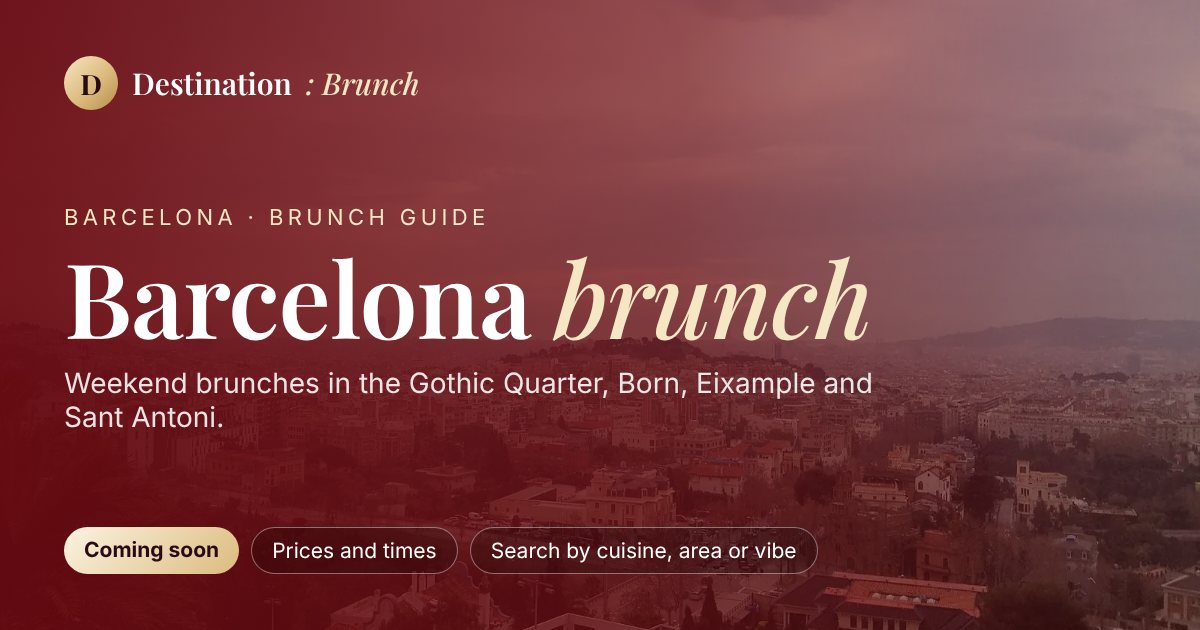 D Destination : Brunch
BARCELONA · BRUNCH GUIDE
Barcelona brunch
Weekend brunches in the Gothic Quarter, Born, Eixample and
Sant Antoni.
Coming soon Prices and times Search by cuisine, area or vibe